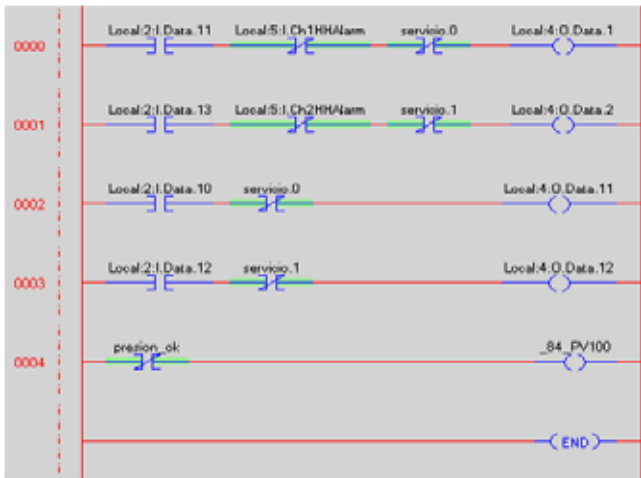 Local:2:I.Data.11 Local:5:I.Ch1HHAlarm servicio.0 Local:4:O.Data.1
0000
Local:2:I.Data.13 Local:5:I.Ch2HHAlarm servicio.1 Local:4:O.Data.2
0001
Local:2:I.Data.10 servicio.0 Local:4:O.Data.11
0002
Local:2:I.Data.12 servicio.1 Local:4:O.Data.12
0003
presion_ok _84_PV100
0004
END